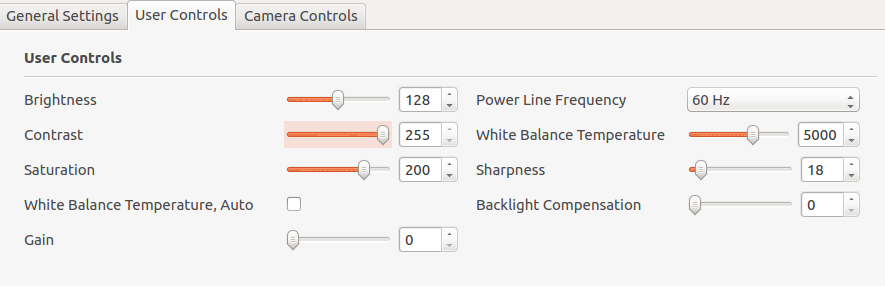 General Settings User Controls Camera Controls
User Controls
Brightness 128 Power Line Frequency 60 Hz
Contrast 255 White Balance Temperature 5000
Saturation 200 Sharpness 18
White Balance Temperature, Auto Backlight Compensation 0
Gain 0